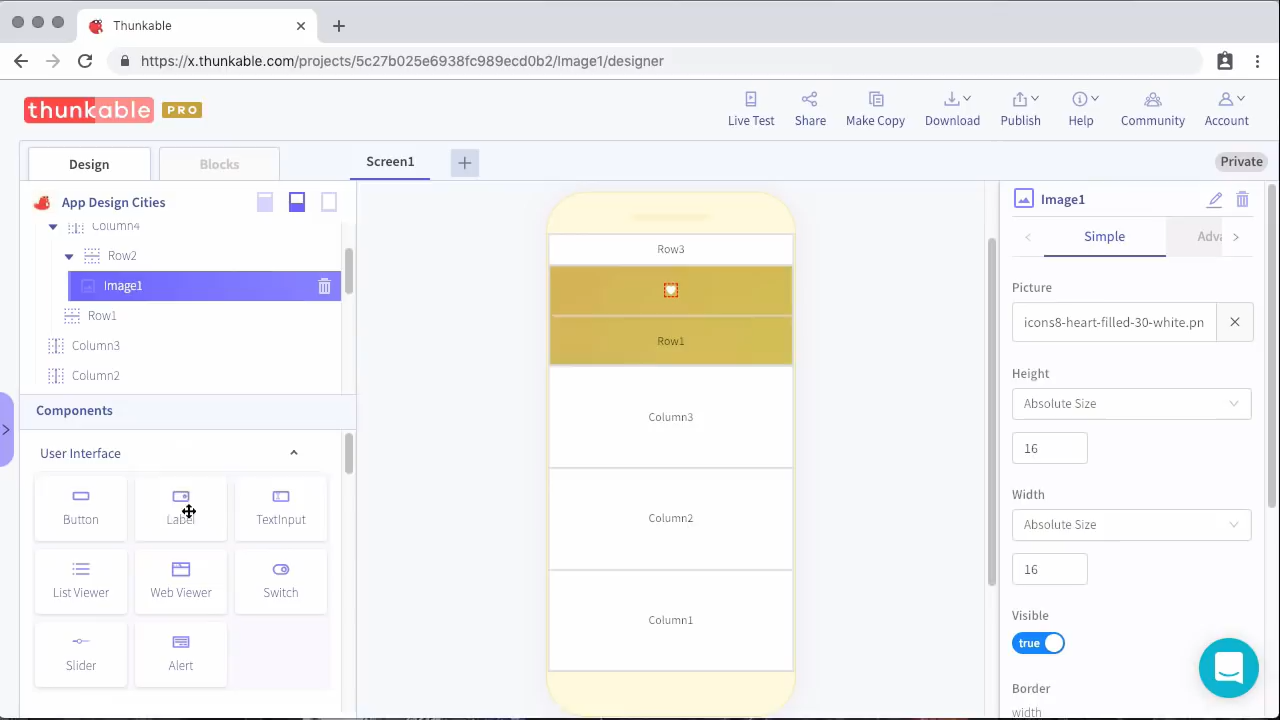 Thunkable
https://x.thunkable.com/projects/5c27b025e6938fc989ecd0b2/Image1/designer
thunkable PRO
Live Test
Share
Make Copy
Download
Publish
Help
Community
Account
Design
Blocks
Screen1
Private
App Design Cities
Column4
Row2
Image1
Row1
Column3
Column2
Components
User Interface
Button
Label
TextInput
List Viewer
Web Viewer
Switch
Slider
Alert
Row3
Row1
Column3
Column2
Column1
Image1
Simple
Adva
Picture
icons8-heart-filled-30-white.pn
Height
Absolute Size
16
Width
Absolute Size
16
Visible
true
Border
width